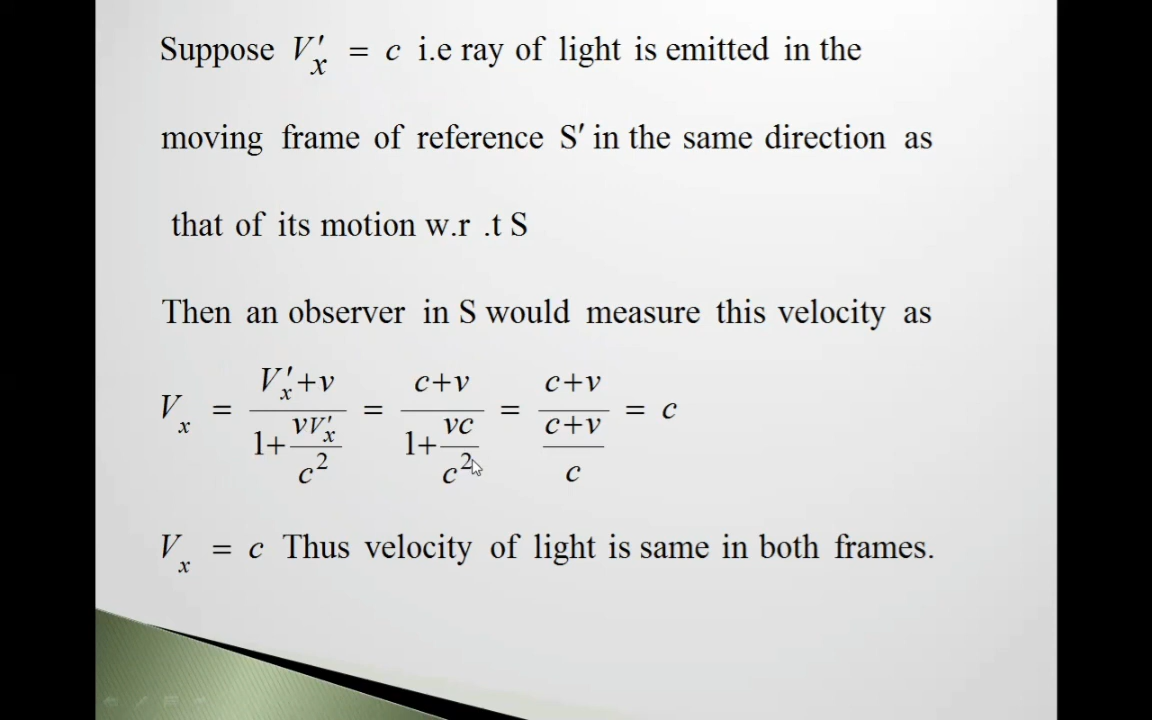 Suppose V′x = c i.e ray of light is emitted in the
moving frame of reference S′ in the same direction as
that of its motion w.r .t S
Then an observer in S would measure this velocity as
Vx = (V′x+v)/(1+vV′x/c²) = (c+v)/(1+vc/c²) = (c+v)/((c+v)/c) = c
Vx = c Thus velocity of light is same in both frames.